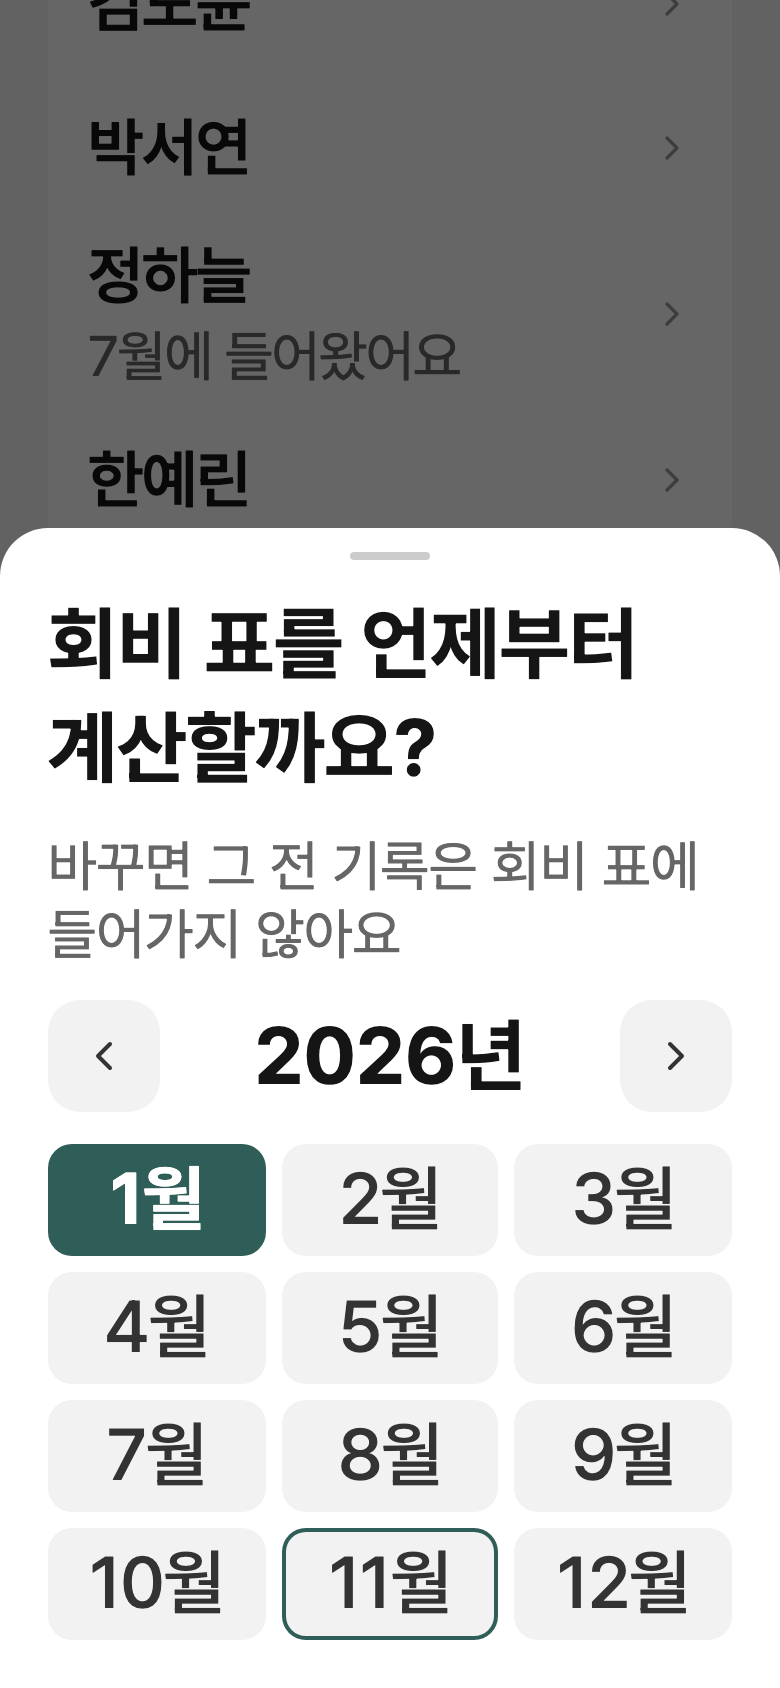 박서연
정하늘
7월에 들어왔어요
한예린
회비 표를 언제부터
계산할까요?
바꾸면 그 전 기록은 회비 표에
들어가지 않아요
2026년
1월 2월 3월
4월 5월 6월
7월 8월 9월
10월 11월 12월